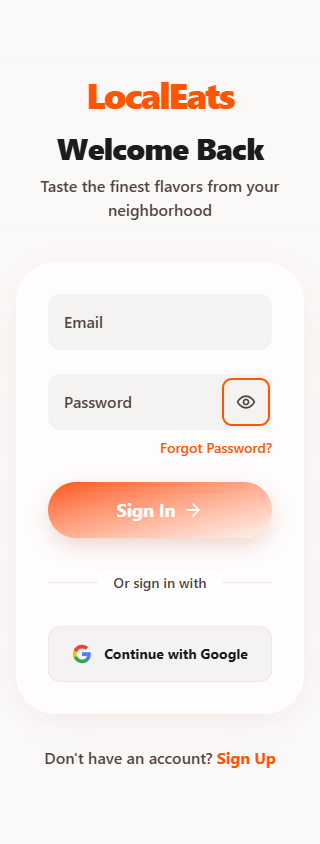 LocalEats
Welcome Back
Taste the finest flavors from your
neighborhood
Email
Password
Forgot Password?
Sign In →
Or sign in with
Continue with Google
Don't have an account? Sign Up